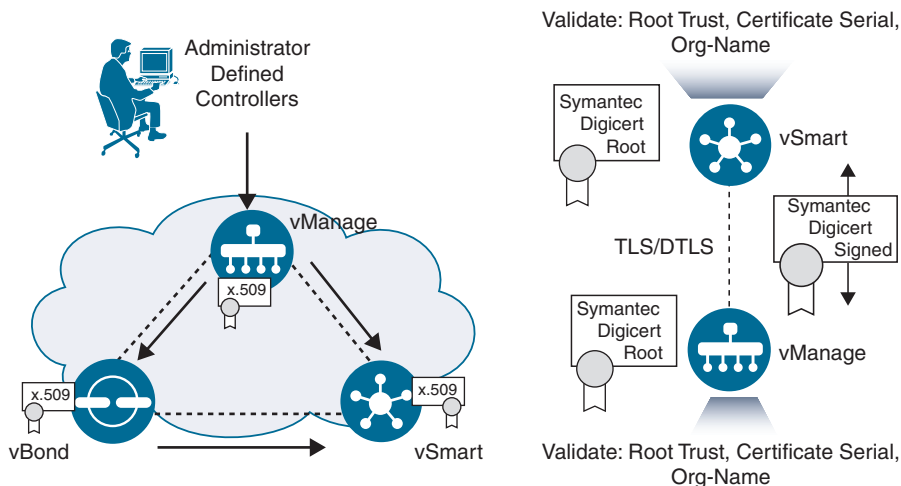 Administrator
Defined
Controllers
vManage
x.509
x.509
vBond
x.509
vSmart
Validate: Root Trust, Certificate Serial,
Org-Name
Symantec
Digicert
Root
vSmart
TLS/DTLS
Symantec
Digicert
Signed
Symantec
Digicert
Root
vManage
Validate: Root Trust, Certificate Serial,
Org-Name